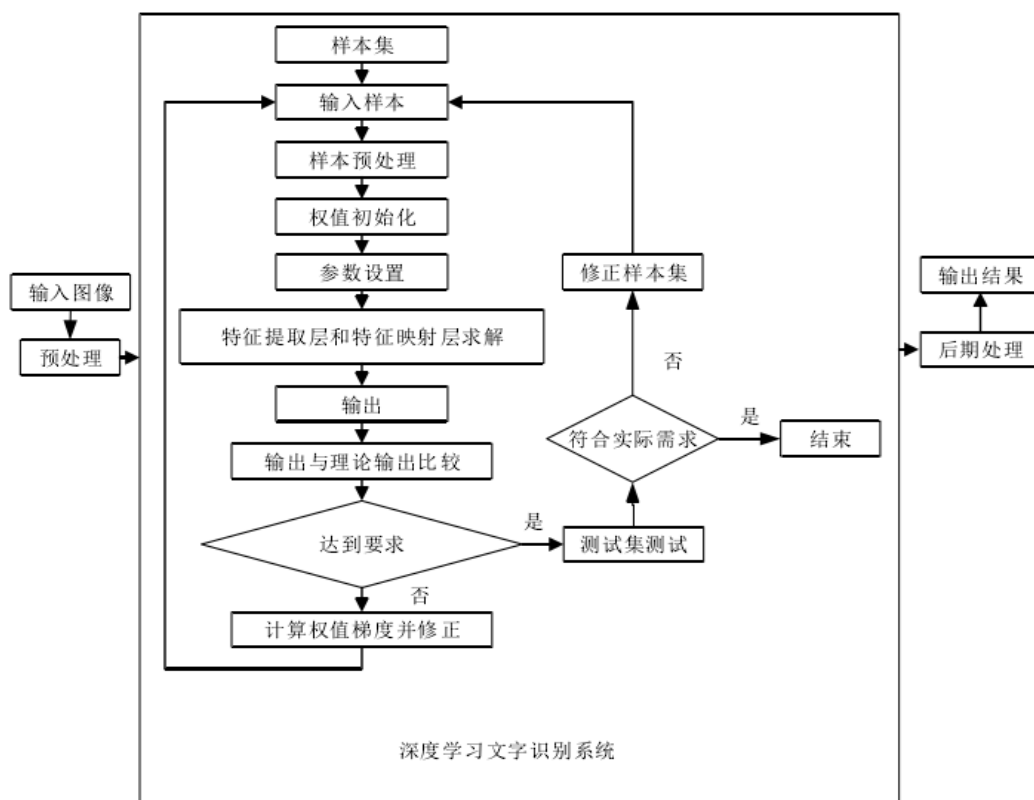 样本集
输入样本
样本预处理
权值初始化
参数设置
修正样本集
输出结果
输入图像
特征提取层和特征映射层求解
后期处理
预处理
否
输出
是
符合实际需求
结束
输出与理论输出比较
是
达到要求
测试集测试
否
计算权值梯度并修正
深度学习文字识别系统